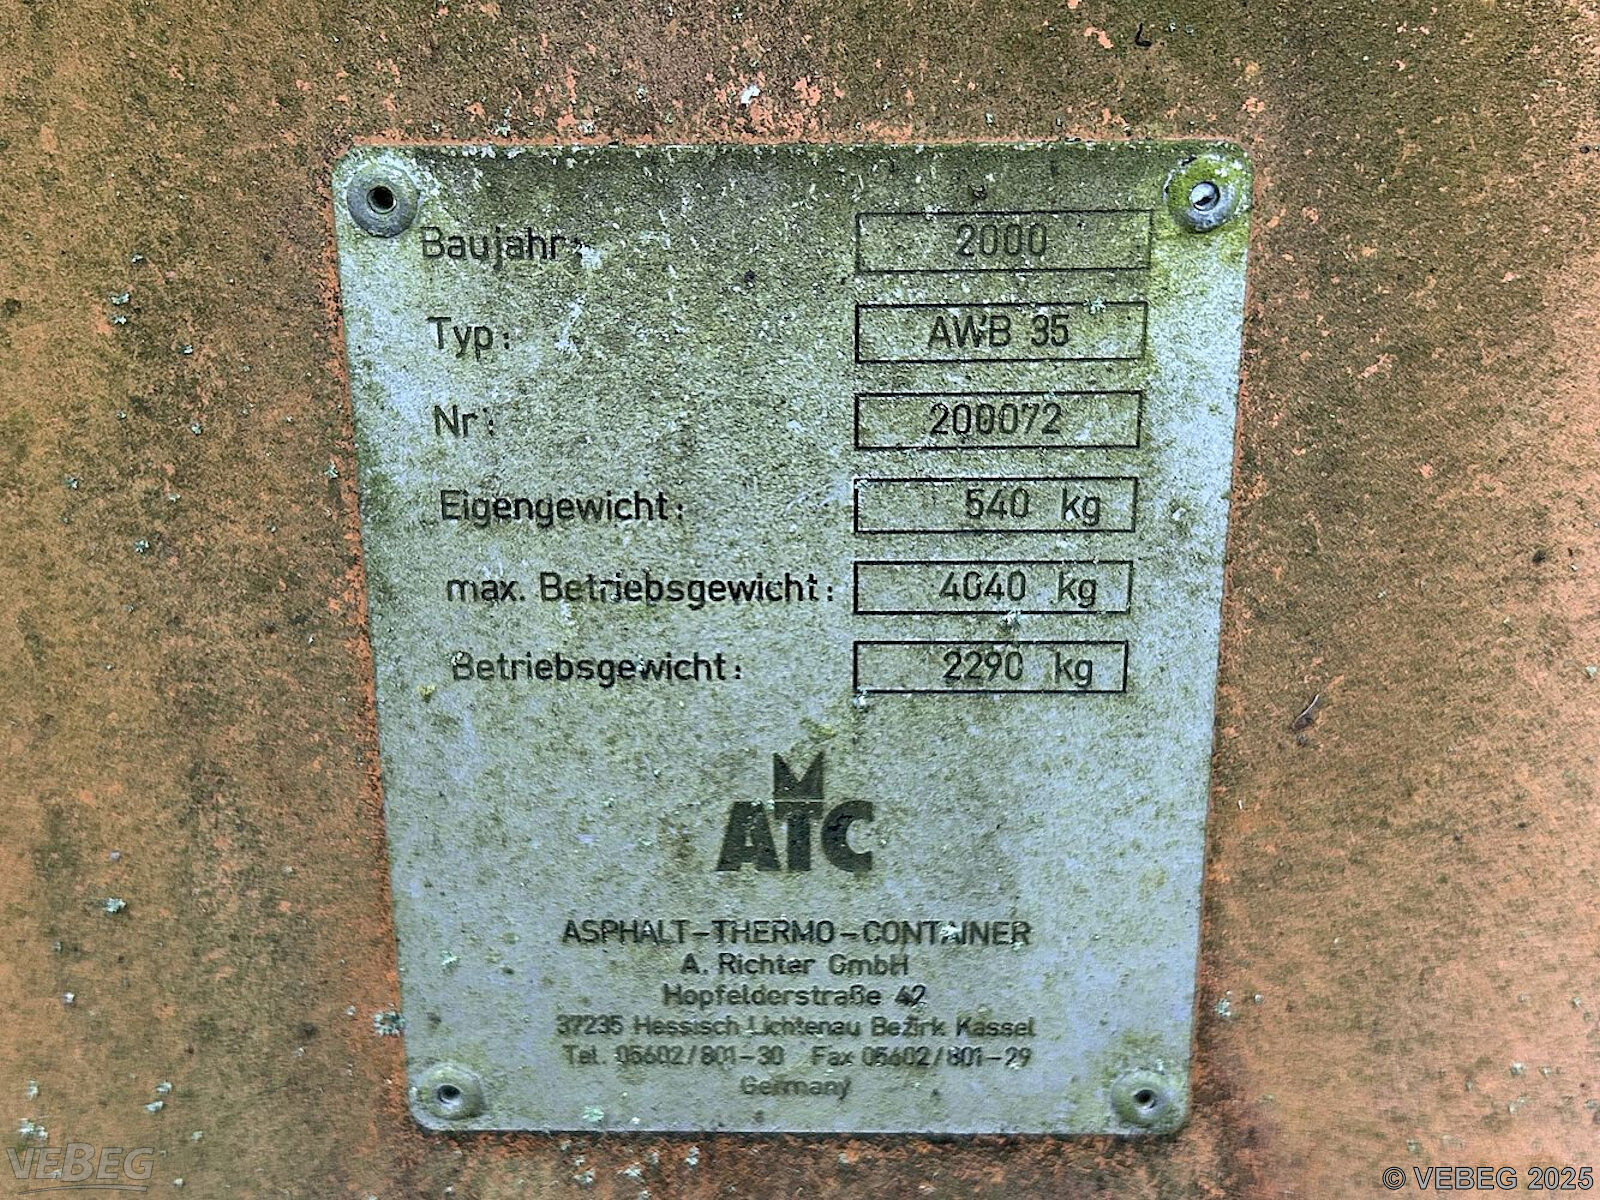 Baujahr: 2000
Typ: AWB 35
Nr: 200072
Eigengewicht: 540 kg
max. Betriebsgewicht: 4040 kg
Betriebsgewicht: 2290 kg
M
ATC
ASPHALT-THERMO-CONTAINER
A. Richter GmbH
Hopfelderstraße 42
37235 Hessisch Lichtenau Bezirk Kassel
Tel. 05602/801-30 Fax 05602/801-29
Germany
VEBEG
© VEBEG 2025